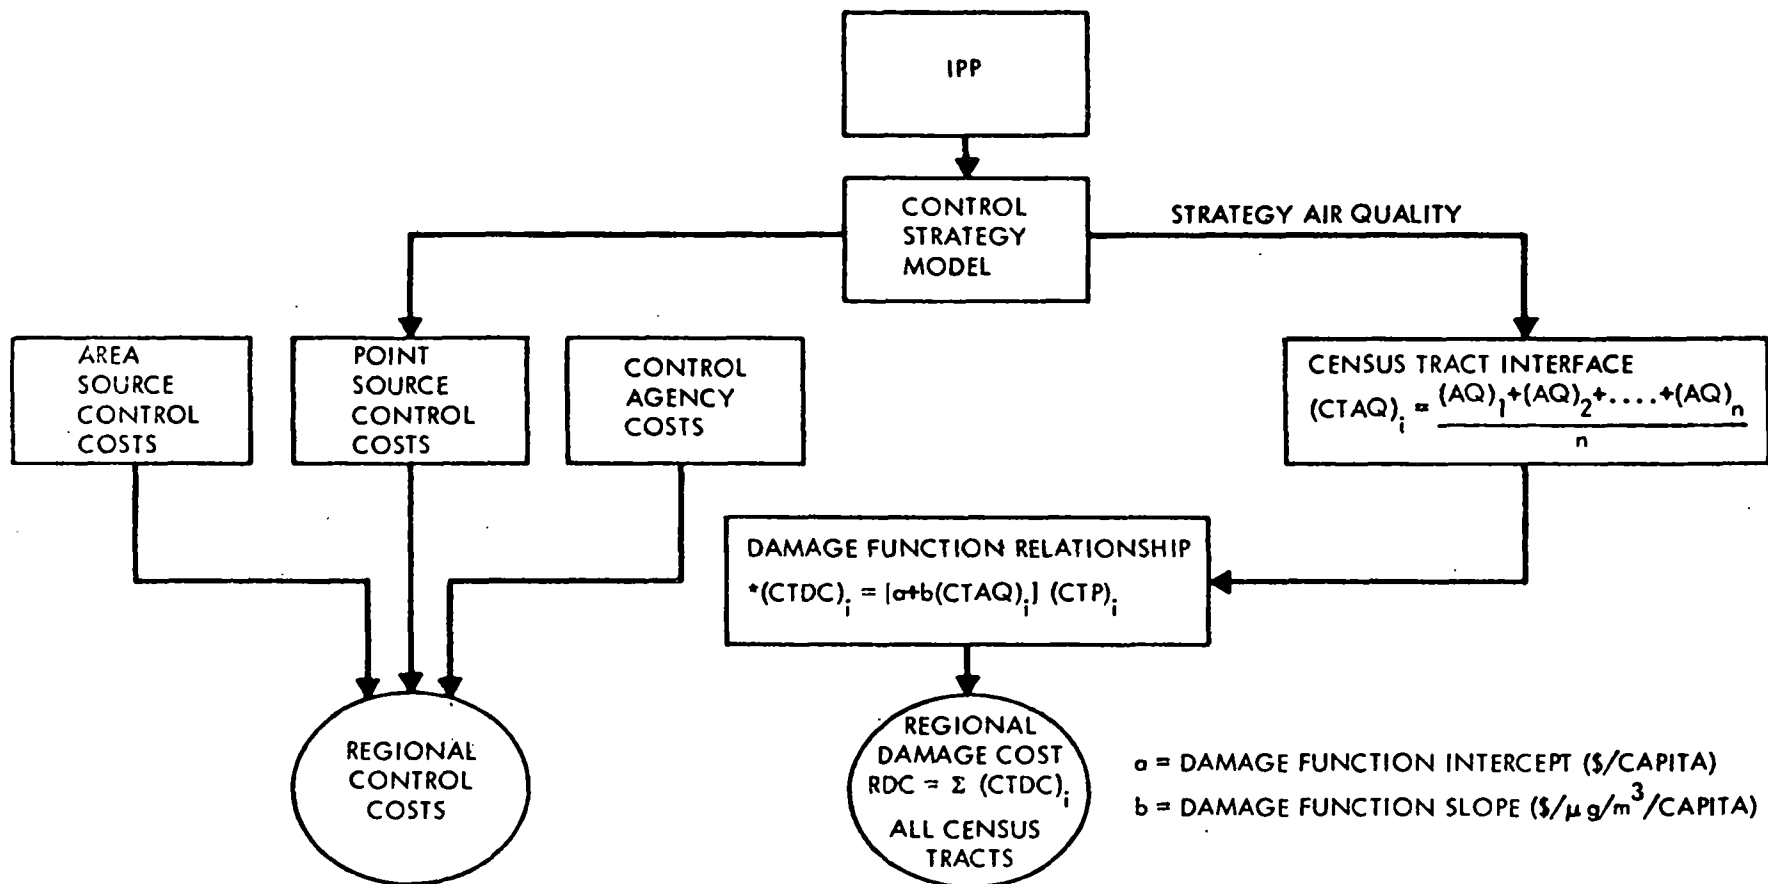 IPP
CONTROL
STRATEGY
MODEL
STRATEGY AIR QUALITY
AREA
SOURCE
CONTROL
COSTS
POINT
SOURCE
CONTROL
COSTS
CONTROL
AGENCY
COSTS
CENSUS TRACT INTERFACE
(CTAQ)i = (AQ)1+(AQ)2+....+(AQ)n
n
DAMAGE FUNCTION RELATIONSHIP
*(CTDC)i = [a+b(CTAQ)i] (CTP)i
REGIONAL
CONTROL
COSTS
REGIONAL
DAMAGE COST
RDC = Σ (CTDC)i
ALL CENSUS
TRACTS
a = DAMAGE FUNCTION INTERCEPT ($/CAPITA)
b = DAMAGE FUNCTION SLOPE ($/μg/m³/CAPITA)